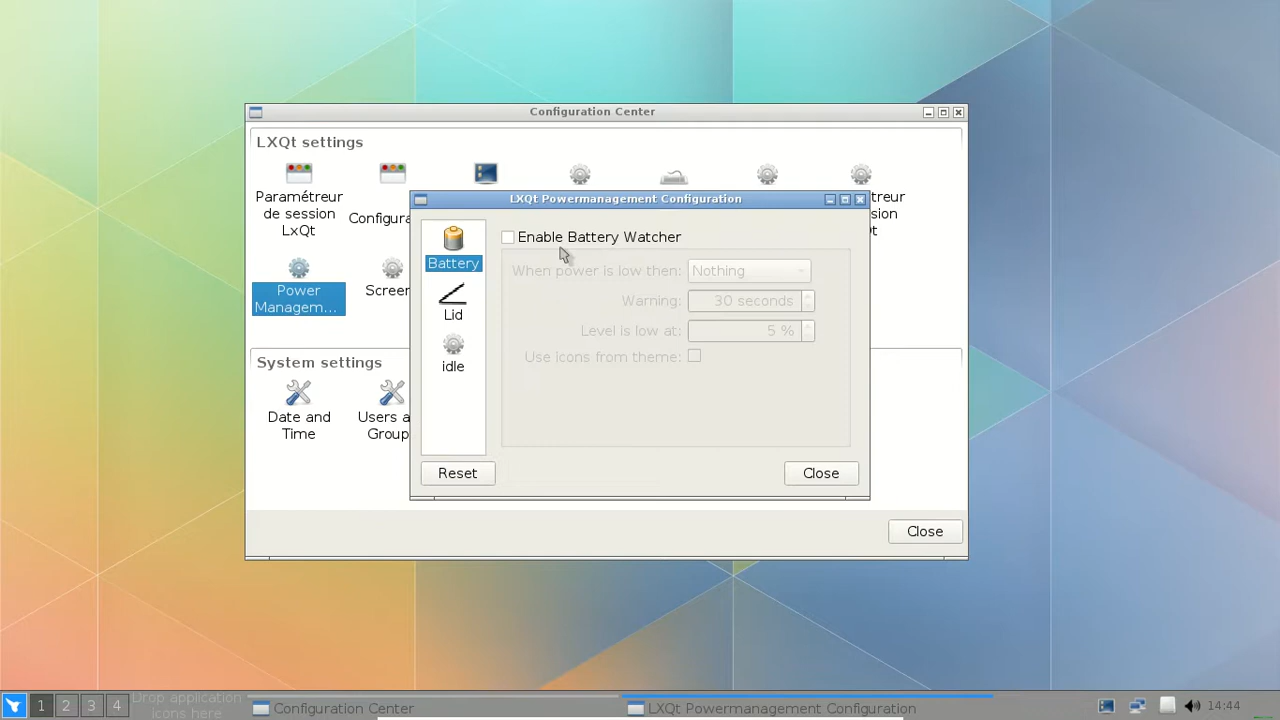 Configuration Center
LXQt settings
Paramétreur
de session
LxQt
Configura
treur
ion
t
Power
Managem...
Screen
System settings
Date and
Time
Users a
Group
Close
LXQt Powermanagement Configuration
Battery
Lid
idle
Enable Battery Watcher
When power is low then: Nothing
Warning: 30 seconds
Level is low at: 5 %
Use icons from theme:
Reset
Close
1 2 3 4
Drop application
icons here
Configuration Center
LXQt Powermanagement Configuration
14:44